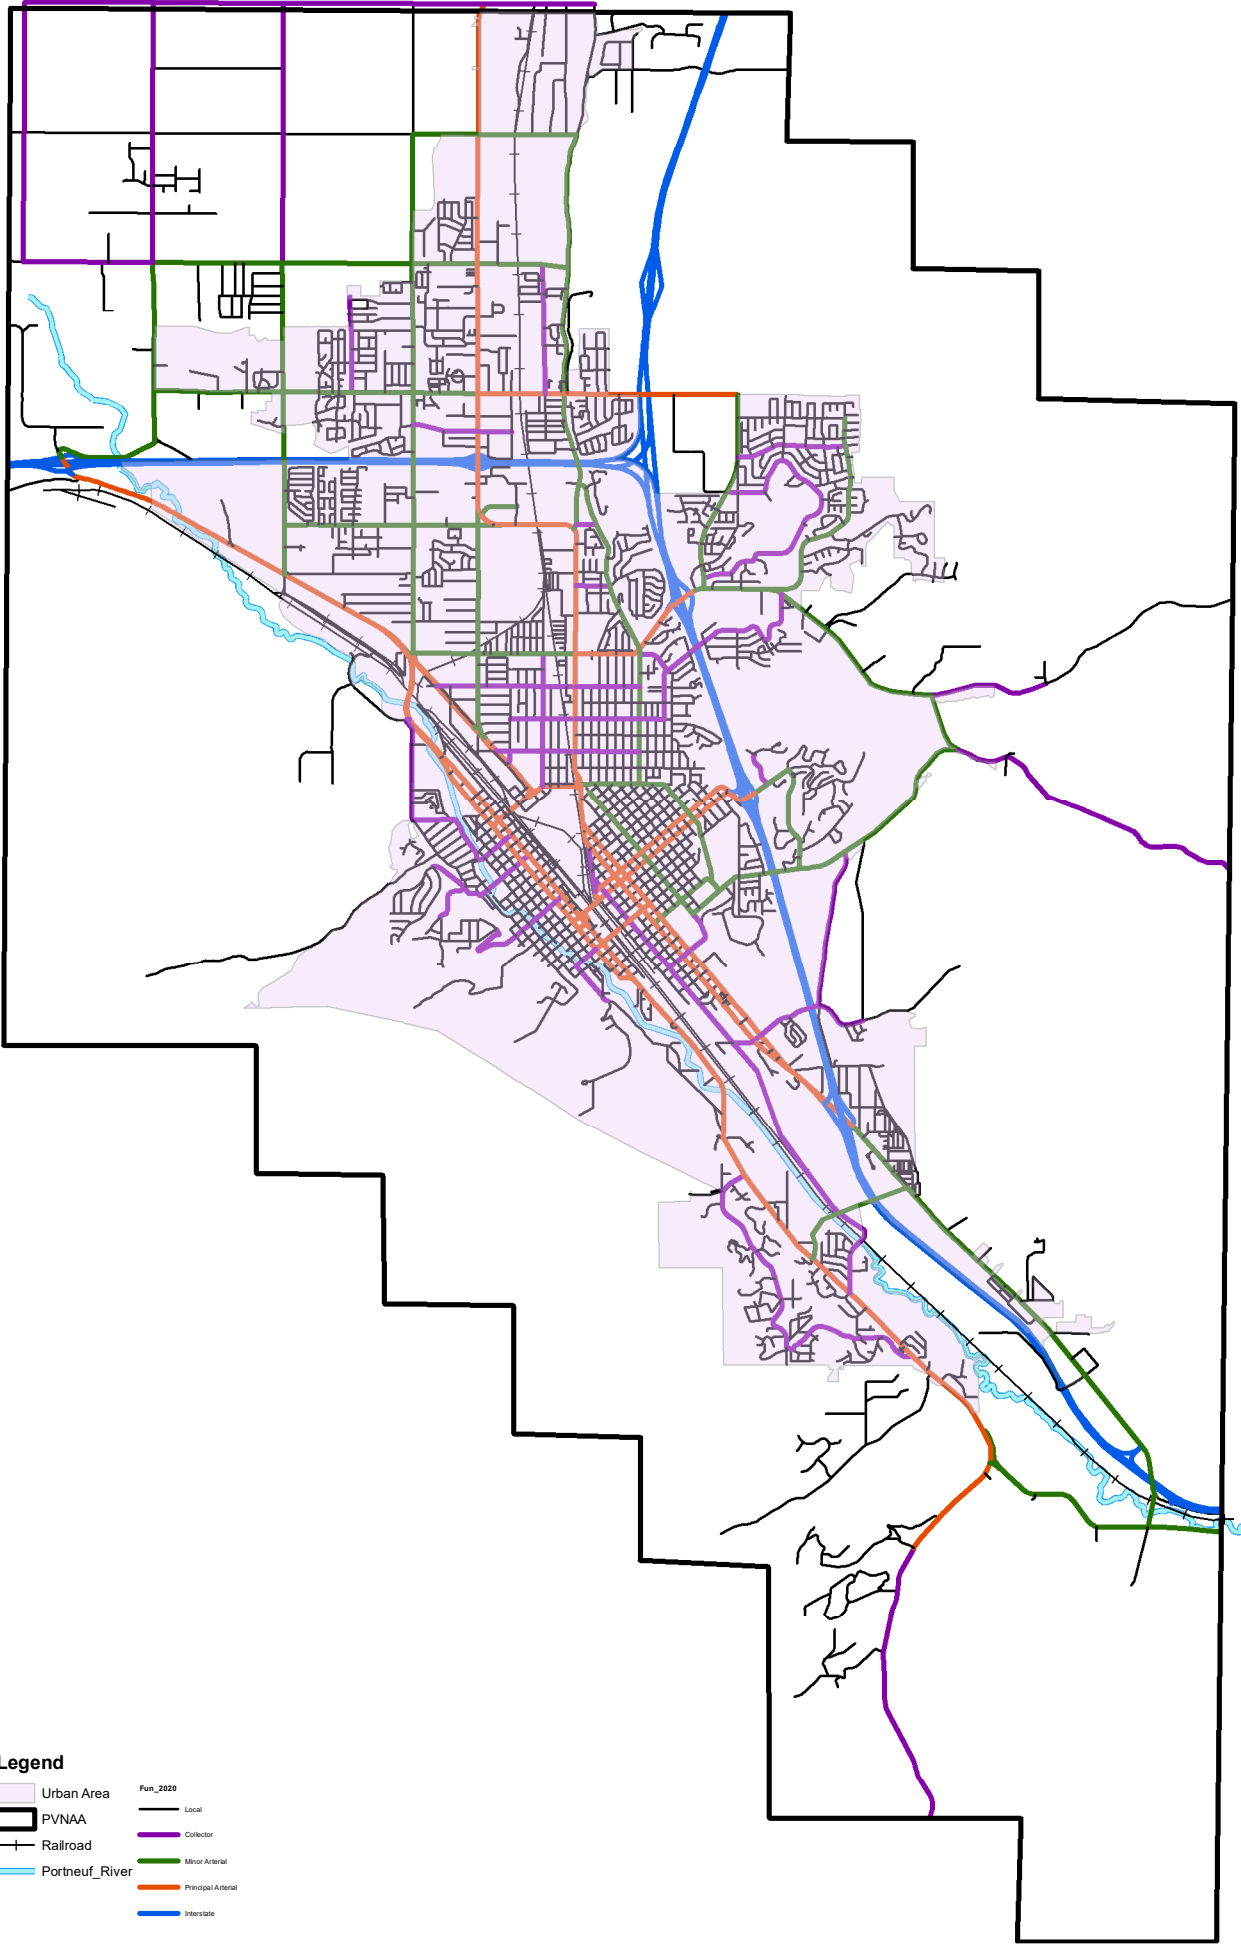 Legend
Urban Area
PVNAA
Railroad
Portneuf_River
Fun_2020
Local
Collector
Minor Arterial
Principal Arterial
Interstate